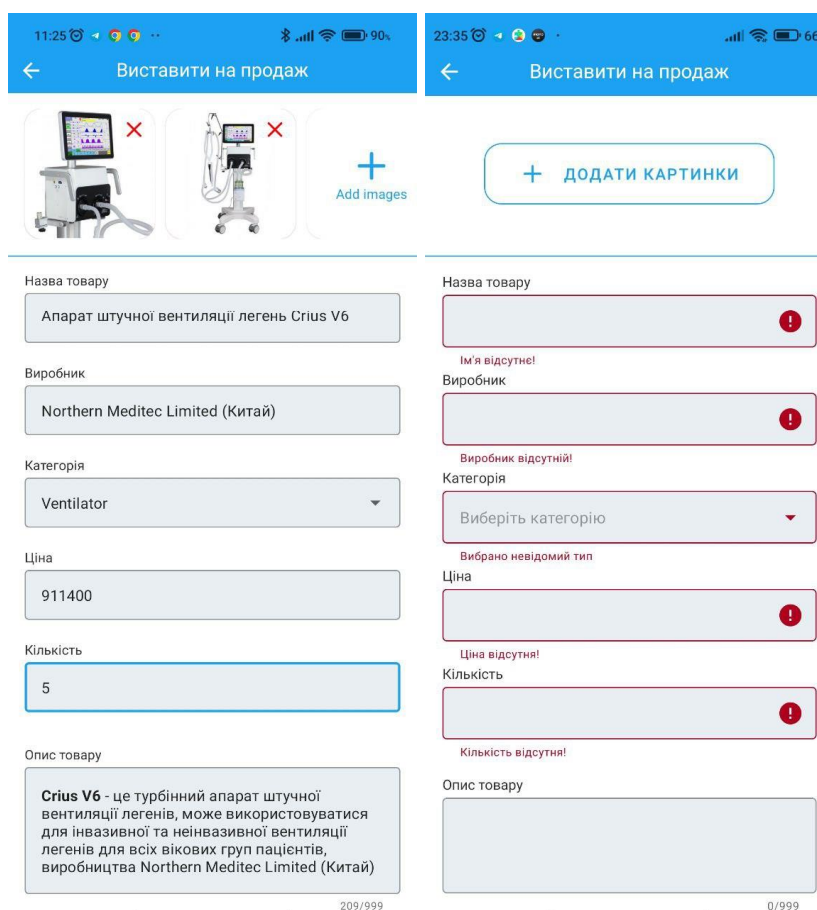 11:25
90%
Виставити на продаж
Add images
Назва товару
Апарат штучної вентиляції легень Crius V6
Виробник
Northern Meditec Limited (Китай)
Категорія
Ventilator
Ціна
911400
Кількість
5
Опис товару
Crius V6 - це турбінний апарат штучної
вентиляції легенів, може використовуватися
для інвазивної та неінвазивної вентиляції
легенів для всіх вікових груп пацієнтів,
виробництва Northern Meditec Limited (Китай)
209/999
23:35
66
Виставити на продаж
ДОДАТИ КАРТИНКИ
Назва товару
Ім'я відсутнє!
Виробник
Виробник відсутній!
Категорія
Виберіть категорію
Вибрано невідомий тип
Ціна
Ціна відсутня!
Кількість
Кількість відсутня!
Опис товару
0/999